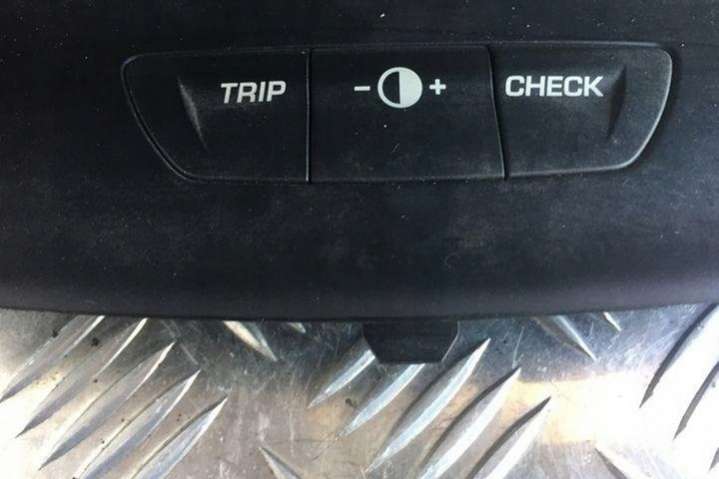 TRIP
- +
CHECK